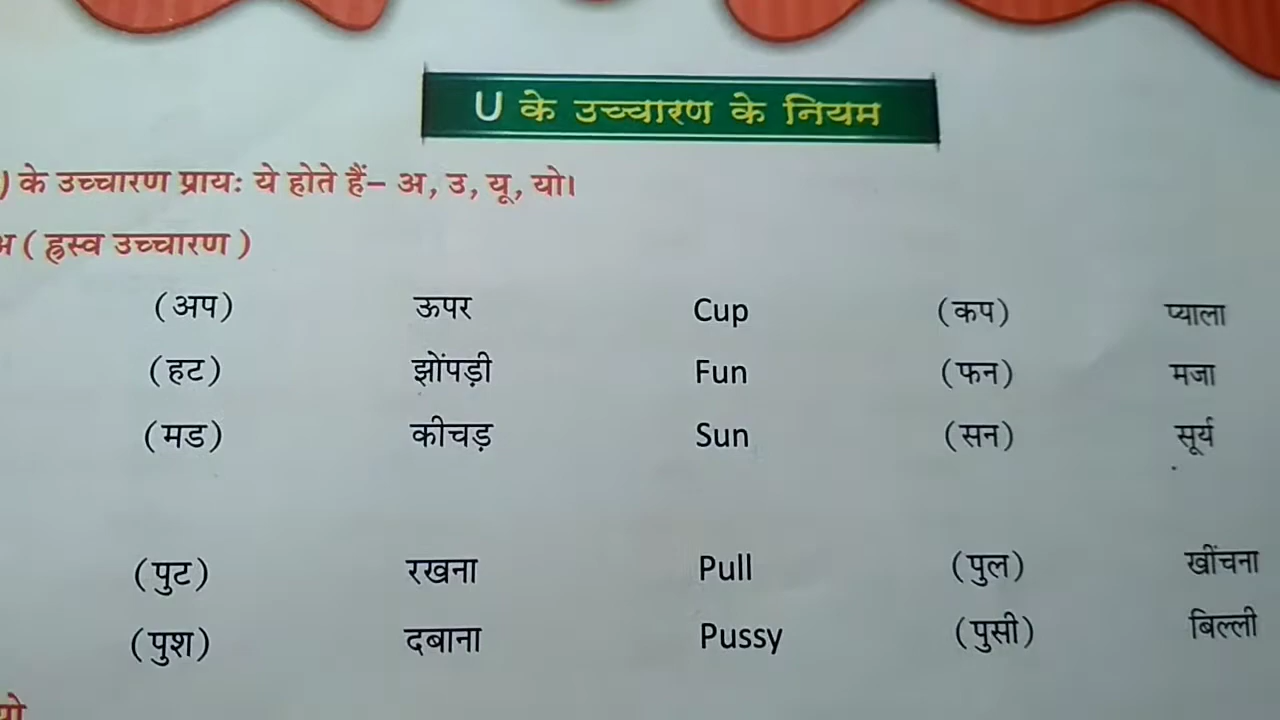 U के उच्चारण के नियम
) के उच्चारण प्रायः ये होते हैं– अ, उ, यू, यो।
अ ( ह्रस्व उच्चारण )
(अप) ऊपर Cup (कप) प्याला
(हट) झोंपड़ी Fun (फन) मजा
(मड) कीचड़ Sun (सन) सूर्य
(पुट) रखना Pull (पुल) खींचना
(पुश) दबाना Pussy (पुसी) बिल्ली